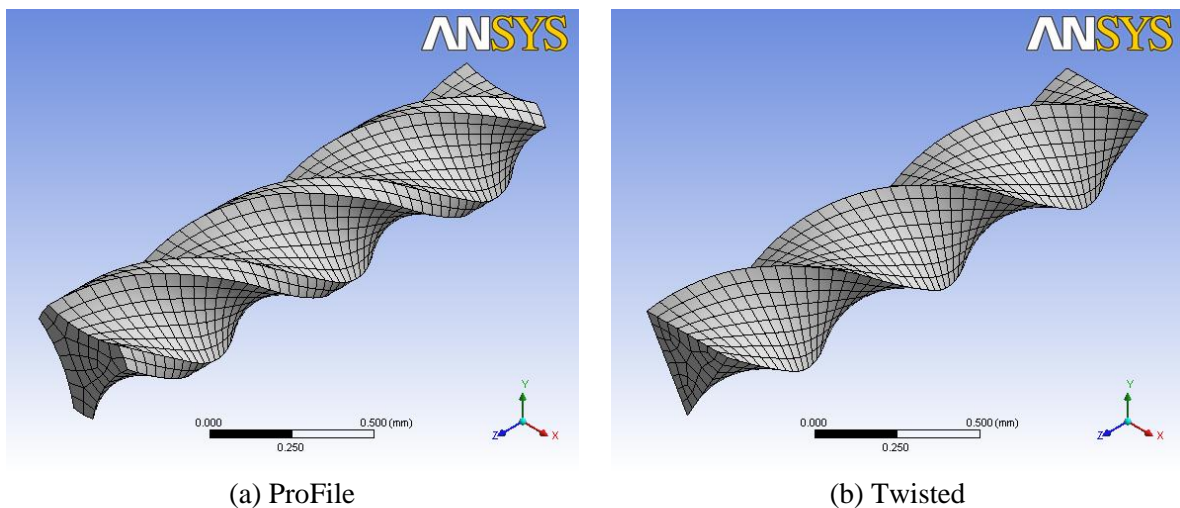 ANSYS
ANSYS
Y
0.000
0.500 (mm)
Z
X
0.250
Y
0.000
0.500 (mm)
Z
X
0.250
(a) ProFile
(b) Twisted